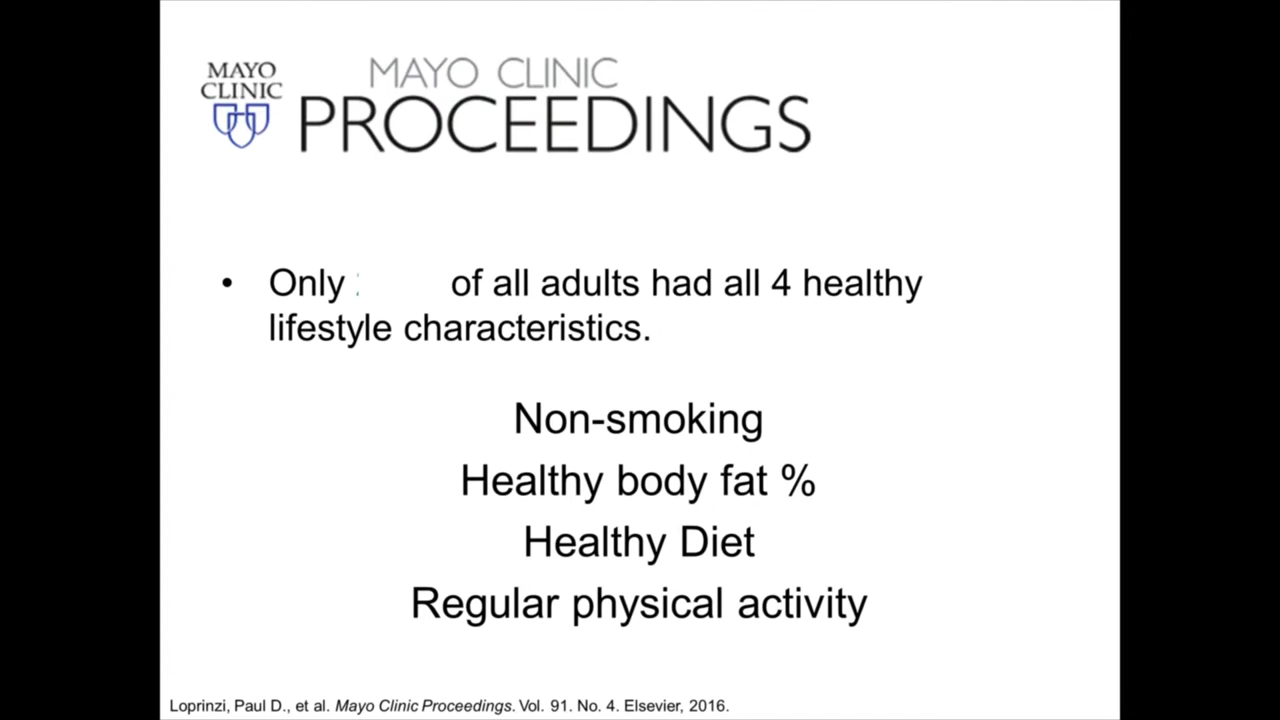 MAYO
CLINIC
MAYO CLINIC
PROCEEDINGS
• Only of all adults had all 4 healthy
lifestyle characteristics.
Non-smoking
Healthy body fat %
Healthy Diet
Regular physical activity
Loprinzi, Paul D., et al. Mayo Clinic Proceedings. Vol. 91. No. 4. Elsevier, 2016.